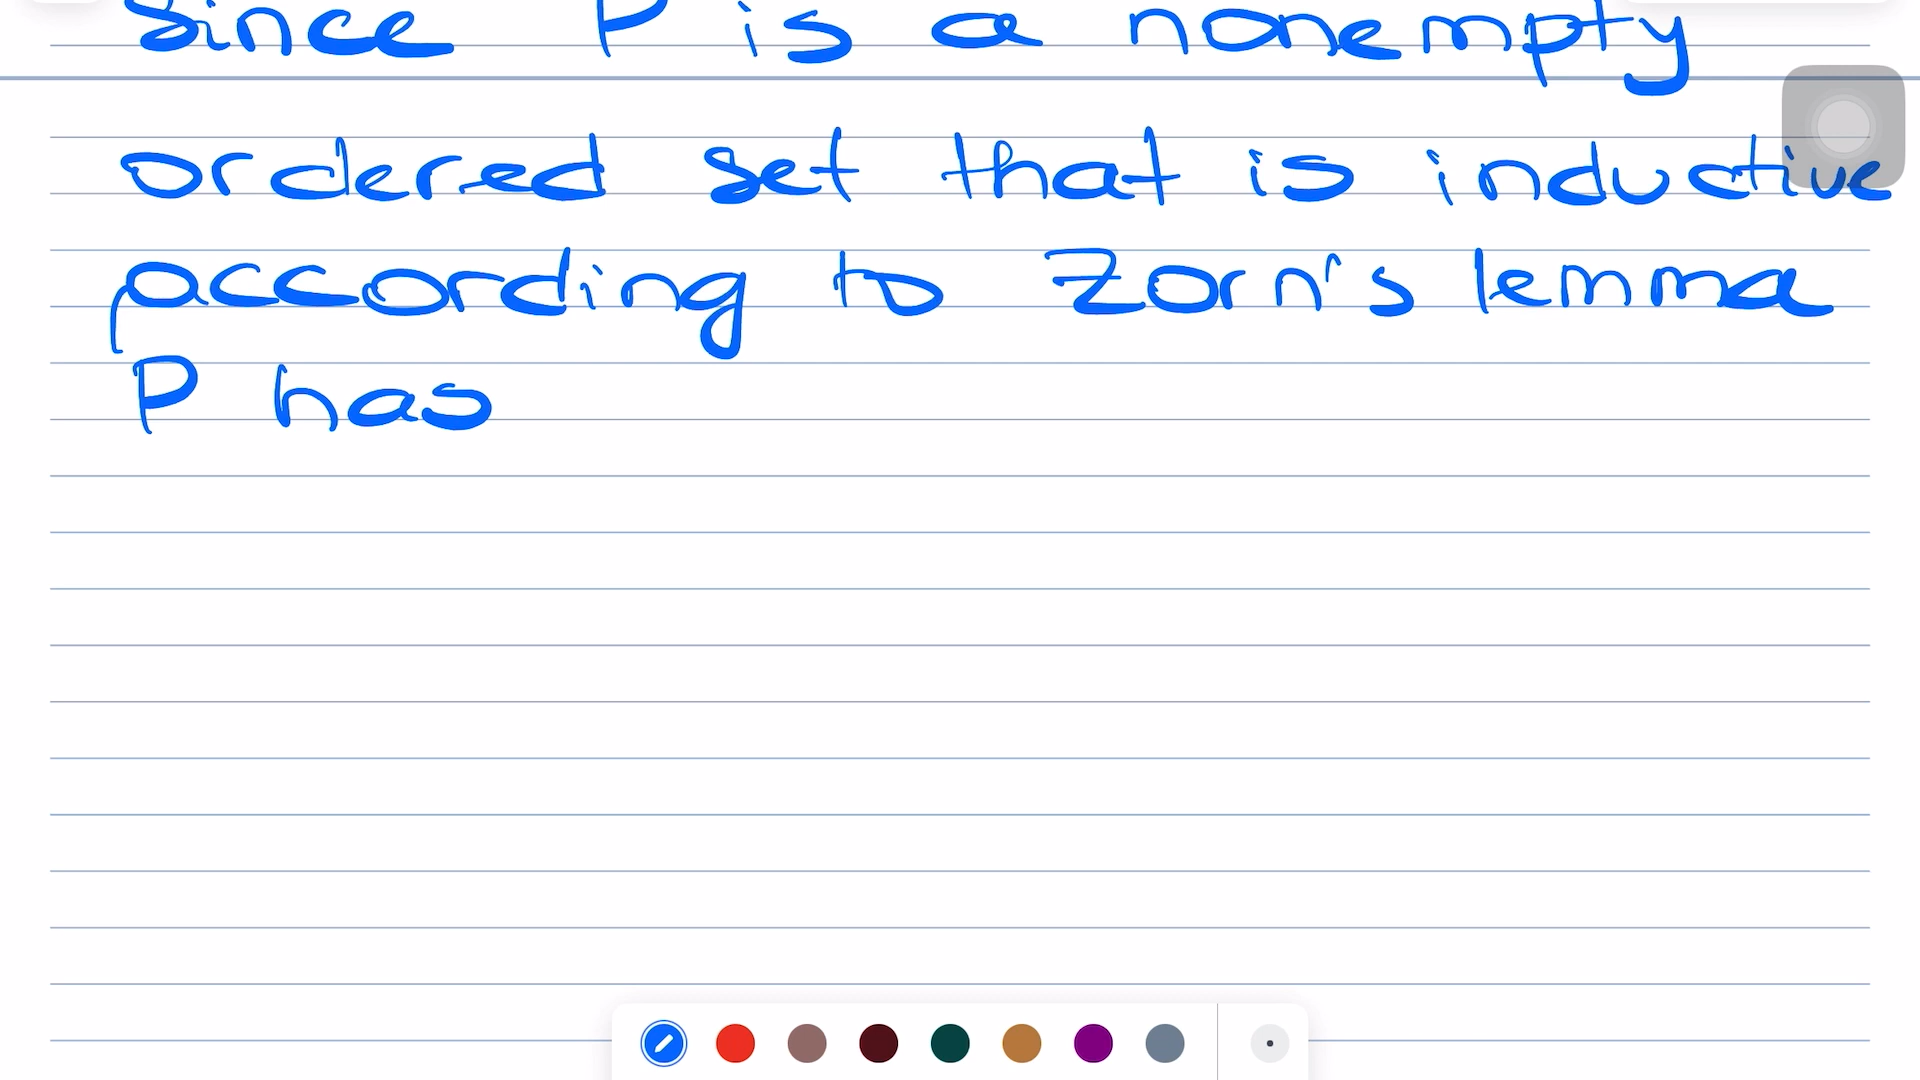 Since P is a nonempty
ordered set that is inductive
, according to Zorn's lemma
P has